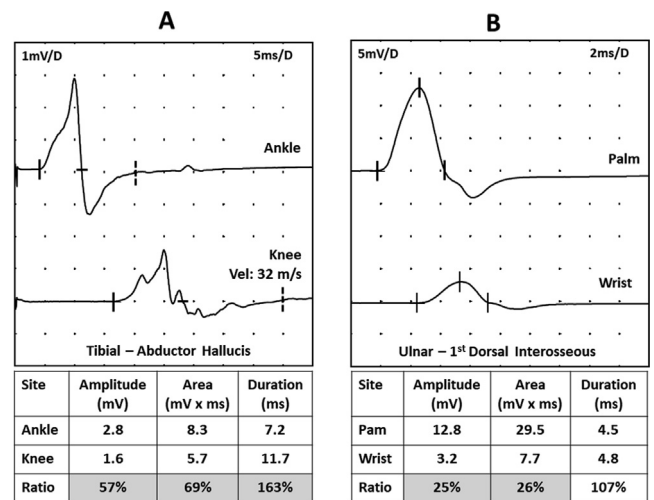 A
1mV/D 5ms/D
Ankle
Knee
Vel: 32 m/s
Tibial – Abductor Hallucis
Site Amplitude (mV) Area (mV x ms) Duration (ms)
Ankle 2.8 8.3 7.2
Knee 1.6 5.7 11.7
Ratio 57% 69% 163%
B
5mV/D 2ms/D
Palm
Wrist
Ulnar – 1st Dorsal Interosseous
Site Amplitude (mV) Area (mV x ms) Duration (ms)
Pam 12.8 29.5 4.5
Wrist 3.2 7.7 4.8
Ratio 25% 26% 107%